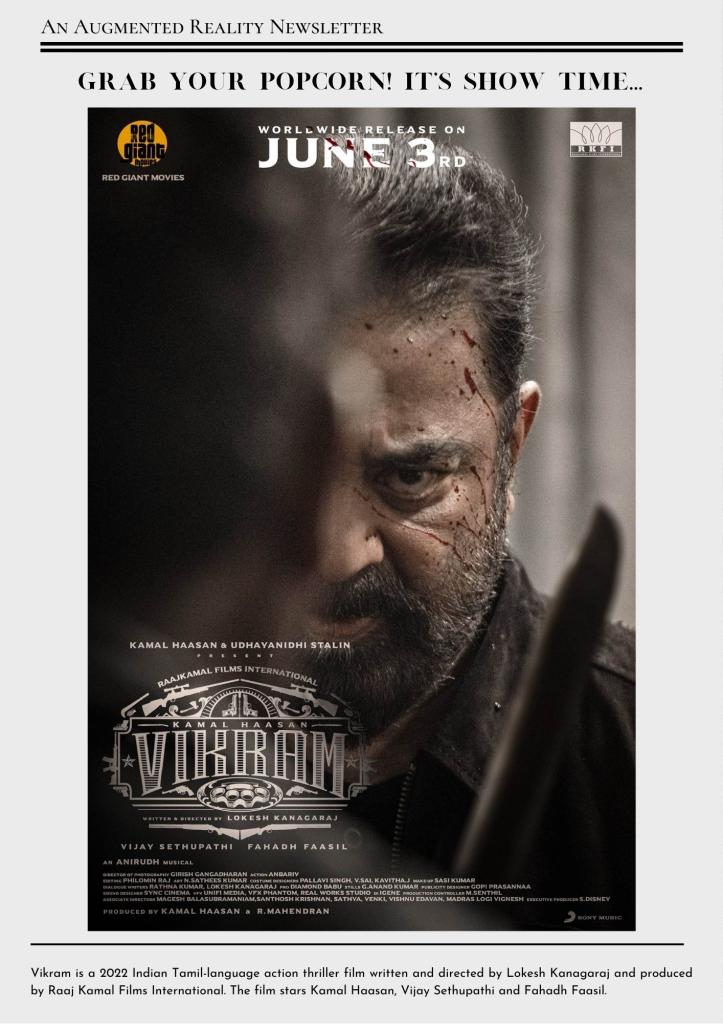 An Augmented Reality Newsletter
GRAB YOUR POPCORN! IT'S SHOW TIME...
Red
giant
movies
RED GIANT MOVIES
WORLDWIDE RELEASE ON
JUNE 3RD
RKFI
KAMAL HAASAN & UDHAYANIDHI STALIN
PRESENT
RAAJKAMAL FILMS INTERNATIONAL
KAMAL HAASAN
VIKRAM
WRITTEN & DIRECTED BY LOKESH KANAGARAJ
VIJAY SETHUPATHI FAHADH FAASIL
AN ANIRUDH MUSICAL
DIRECTOR OF PHOTOGRAPHY GIRISH GANGADHARAN ACTION ANBARIV
EDITING PHILOMIN RAJ ART N.SATHEES KUMAR COSTUME DESIGNERS PALLAVI SINGH, V.SAI, KAVITHA.J MAKE UP SASI KUMAR
DIALOGUE WRITERS RATHNA KUMAR, LOKESH KANAGARAJ PRO DIAMOND BABU STILLS G.ANAND KUMAR PUBLICITY DESIGNER GOPI PRASANNAA
SOUND DESIGNER SYNC CINEMA VFX UNIFI MEDIA, VFX PHANTOM, REAL WORKS STUDIO DI IGENE PRODUCTION CONTROLLER M.SENTHIL
ASSOCIATE DIRECTORS MAGESH BALASUBRAMANIAM, SANTHOSH KRISHNAN, SATHYA, VENKI, VISHNU EDAVAN, MADRAS LOGI VIGNESH EXECUTIVE PRODUCER S.DISNEY
PRODUCED BY KAMAL HAASAN & R.MAHENDRAN
SONY MUSIC
Vikram is a 2022 Indian Tamil-language action thriller film written and directed by Lokesh Kanagaraj and produced
by Raaj Kamal Films International. The film stars Kamal Haasan, Vijay Sethupathi and Fahadh Faasil.